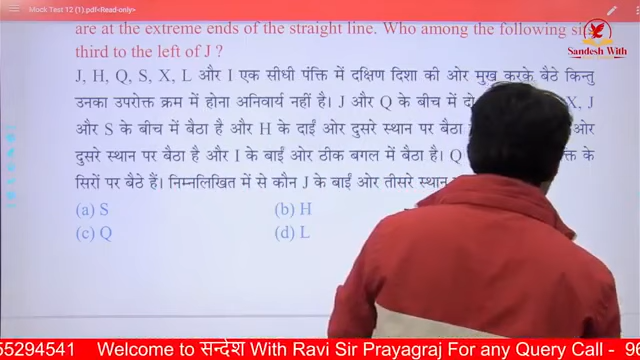 Mock Test 12 (1).pdf<Read-only>
are at the extreme ends of the straight line. Who among the following
third to the left of J ?
Sandesh With
J, H, Q, S, X, L और I एक सीधी पंक्ति में दक्षिण दिशा की ओर मुख करके बैठे किन्तु
उनका उपरोक्त क्रम में होना अनिवार्य नहीं है। J और Q के बीच में दो X, J
और S के बीच में बैठा है और H के दाईं ओर दुसरे स्थान पर बैठा ओर
दुसरे स्थान पर बैठा है और I के बाईं ओर ठीक बगल में बैठा है। Q के
सिरों पर बैठे हैं। निम्नलिखित में से कौन J के बाईं ओर तीसरे स्थान
(a) S (b) H
(c) Q (d) L
55294541 Welcome to सन्देश With Ravi Sir Prayagraj For any Query Call - 96